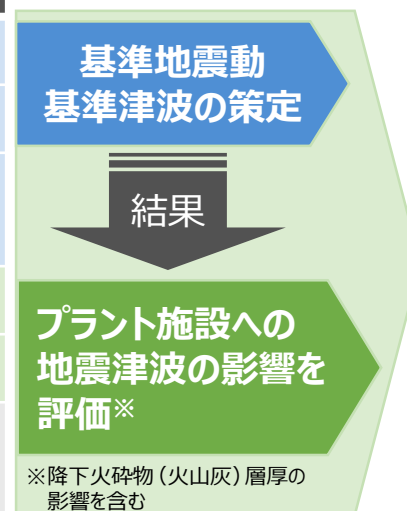 基準地震動
基準津波の策定
結果
プラント施設への
地震津波の影響を
評価※
※降下火砕物（火山灰）層厚の
影響を含む